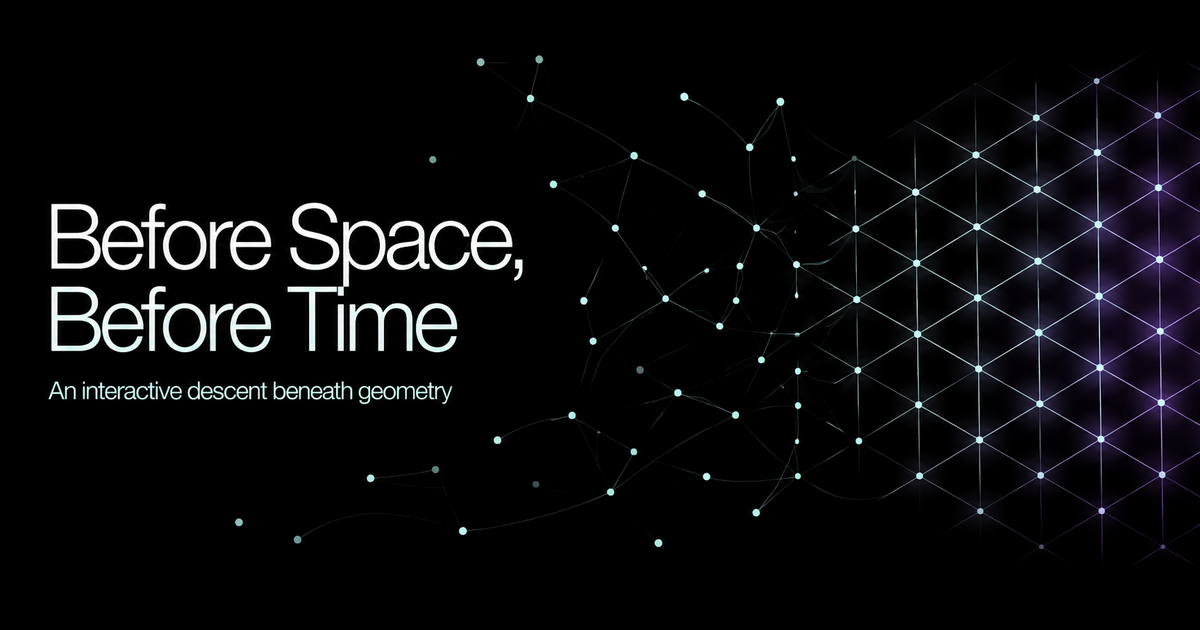 Before Space,
Before Time
An interactive descent beneath geometry